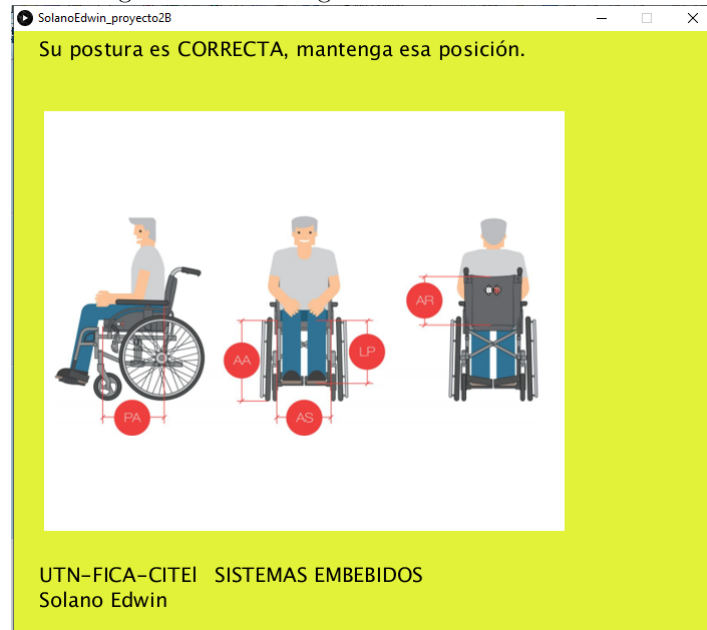 SolanoEdwin_proyecto2B
Su postura es CORRECTA, mantenga esa posición.
AR
AA
LP
PA
AS
UTN-FICA-CITEl SISTEMAS EMBEBIDOS
Solano Edwin